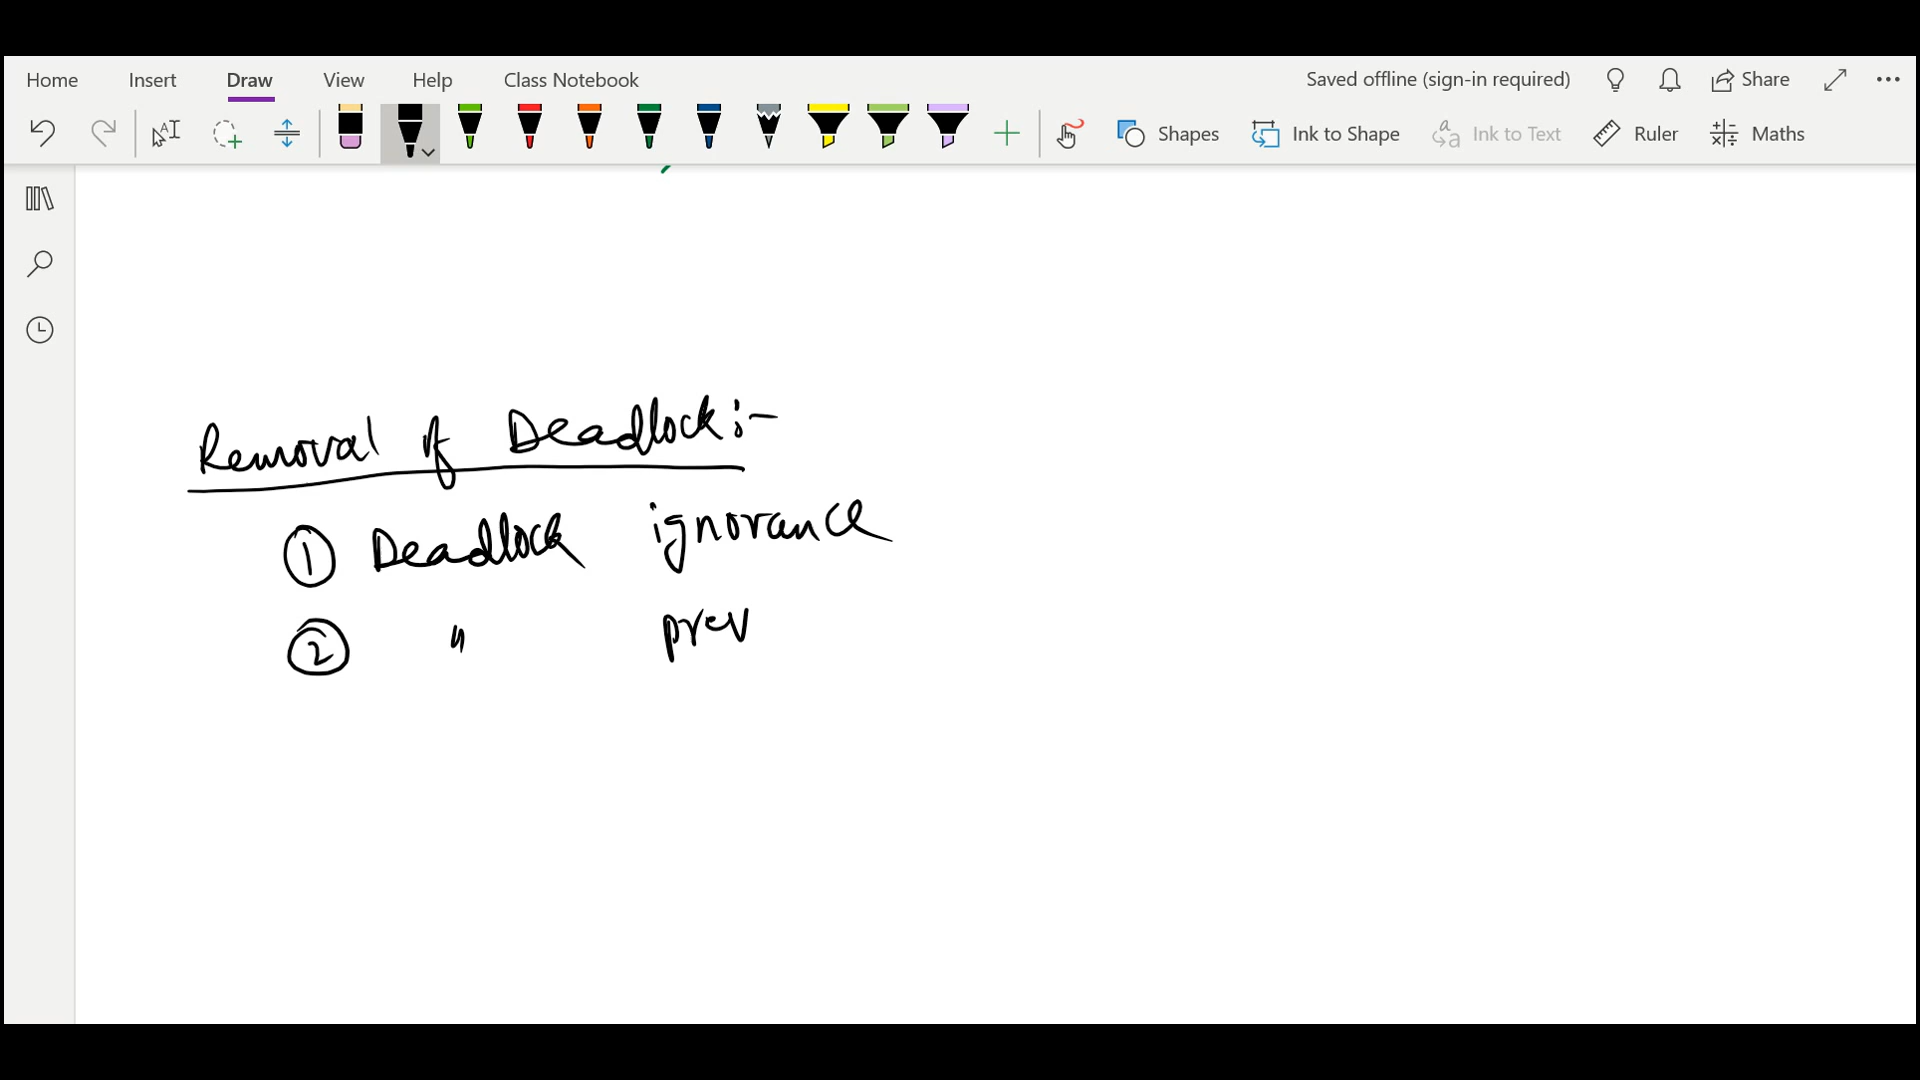 Home Insert Draw View Help Class Notebook Saved offline (sign-in required) Share
Shapes Ink to Shape Ink to Text Ruler Maths
Removal of Deadlock :-
① Deadlock ignorance
② " prev